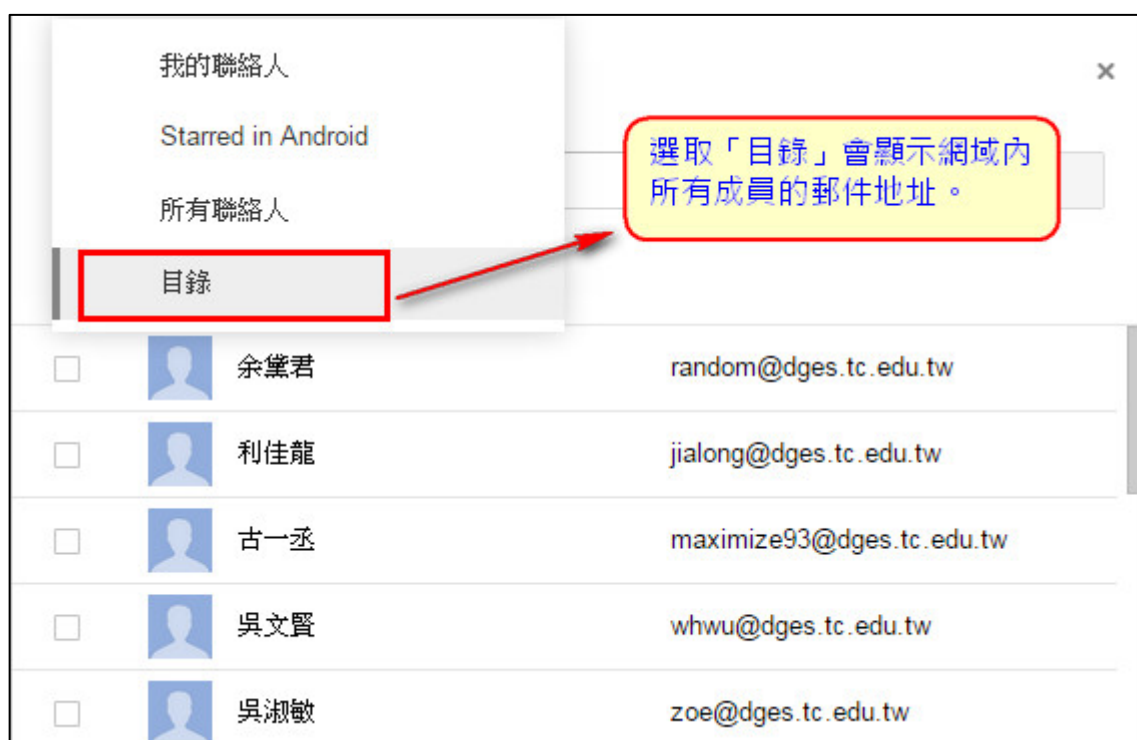 我的聯絡人
Starred in Android
所有聯絡人
目錄
×
選取「目錄」會顯示網域內
所有成員的郵件地址。
余黛君 random@dges.tc.edu.tw
利佳龍 jialong@dges.tc.edu.tw
古一丞 maximize93@dges.tc.edu.tw
吳文賢 whwu@dges.tc.edu.tw
吳淑敏 zoe@dges.tc.edu.tw